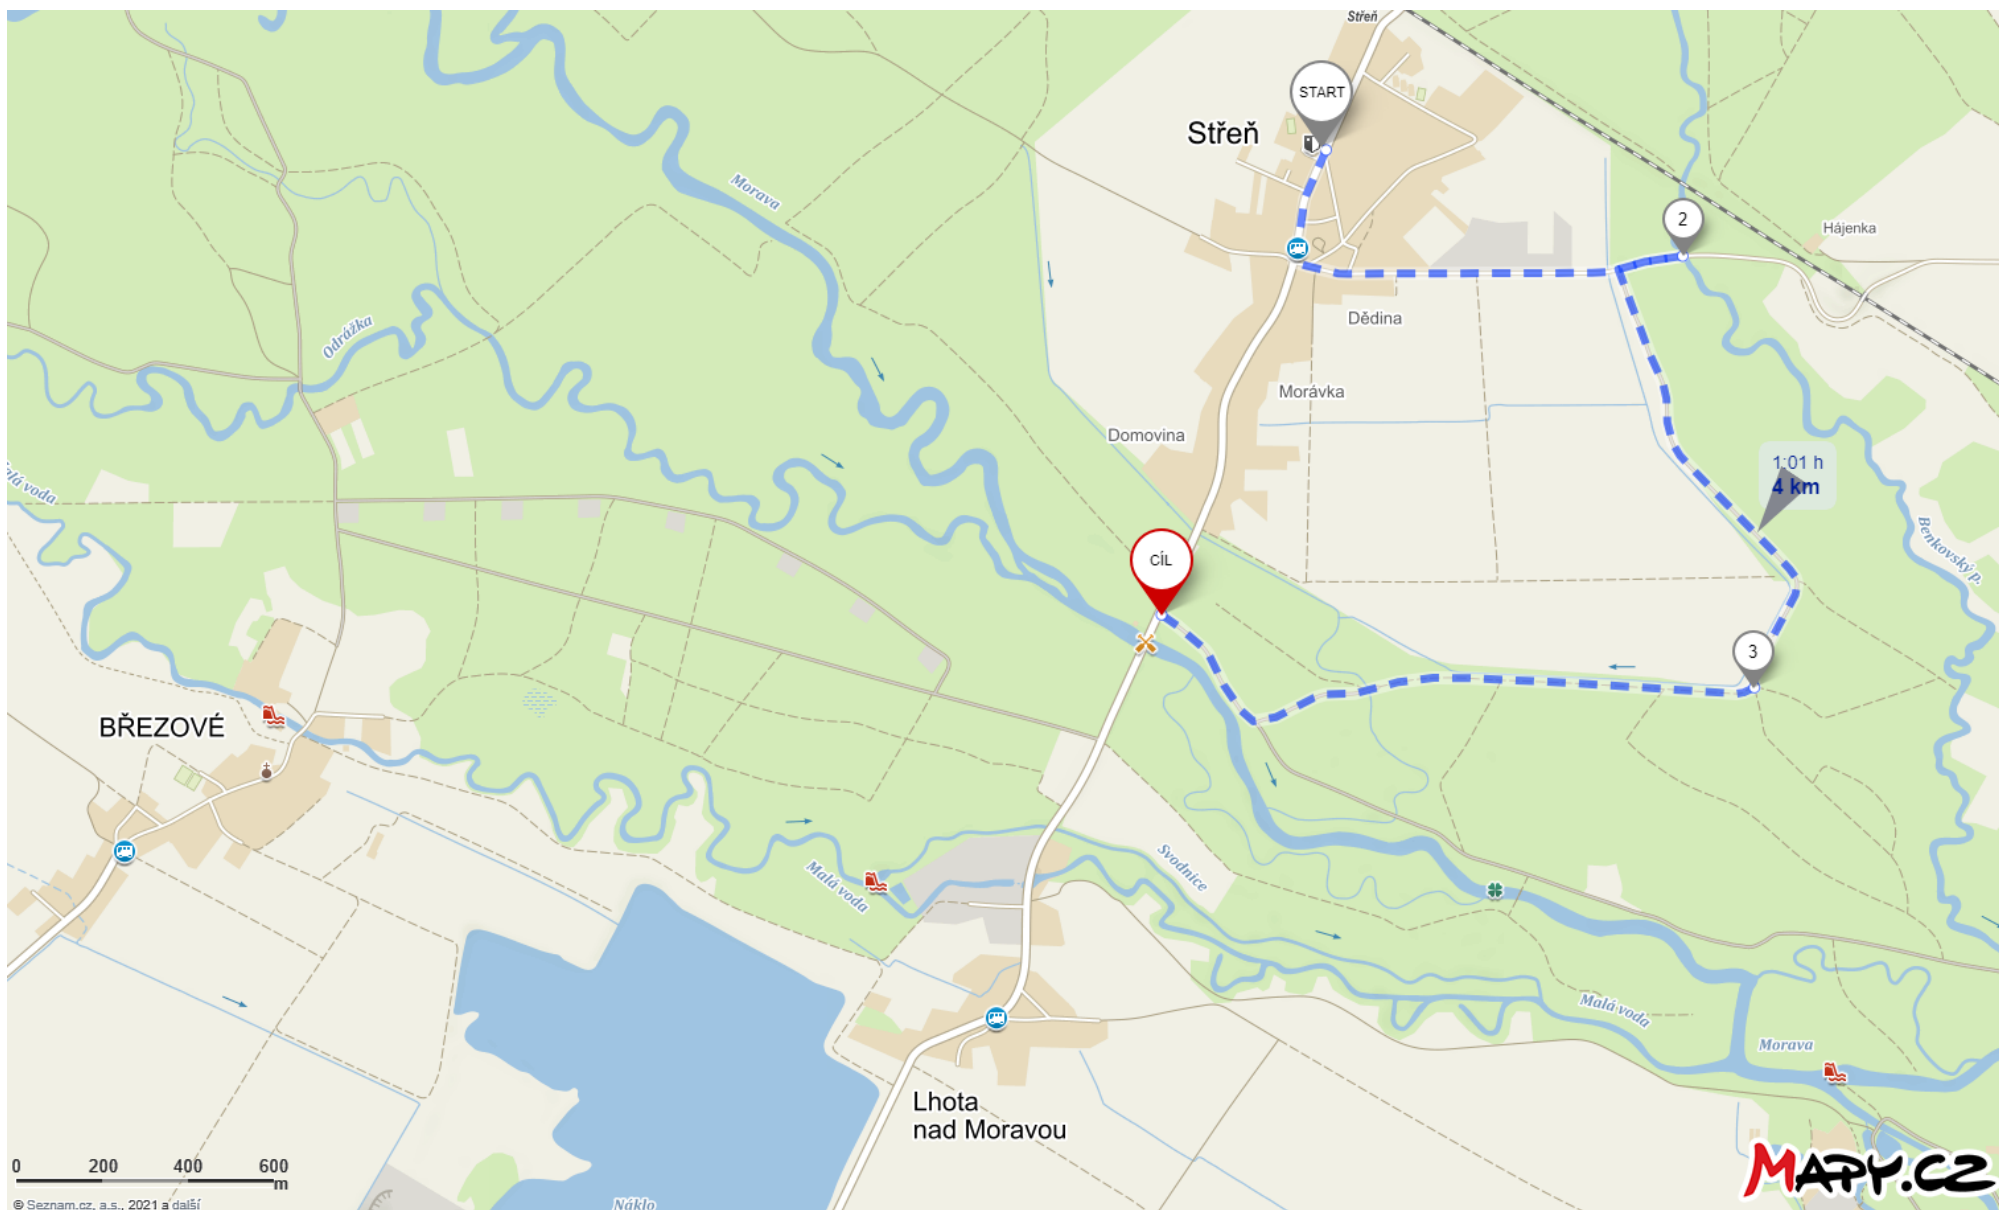 Střeň
START
Střeň
Morava
2
Hájenka
Odrážka
Dědina
Morávka
Domovina
1:01 h
4 km
Malá voda
Benkovský p.
CÍL
3
BŘEZOVÉ
Malá voda
Svodnice
Malá voda
Morava
Lhota
nad Moravou
0 200 400 600
m
Náklo
MAPY.CZ
© Seznam.cz, a.s., 2021 a další